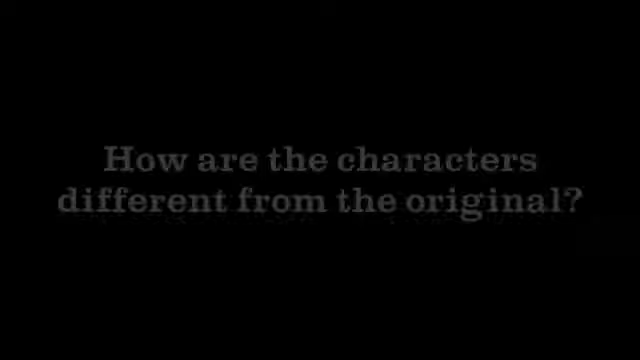 How are the characters
different from the original?